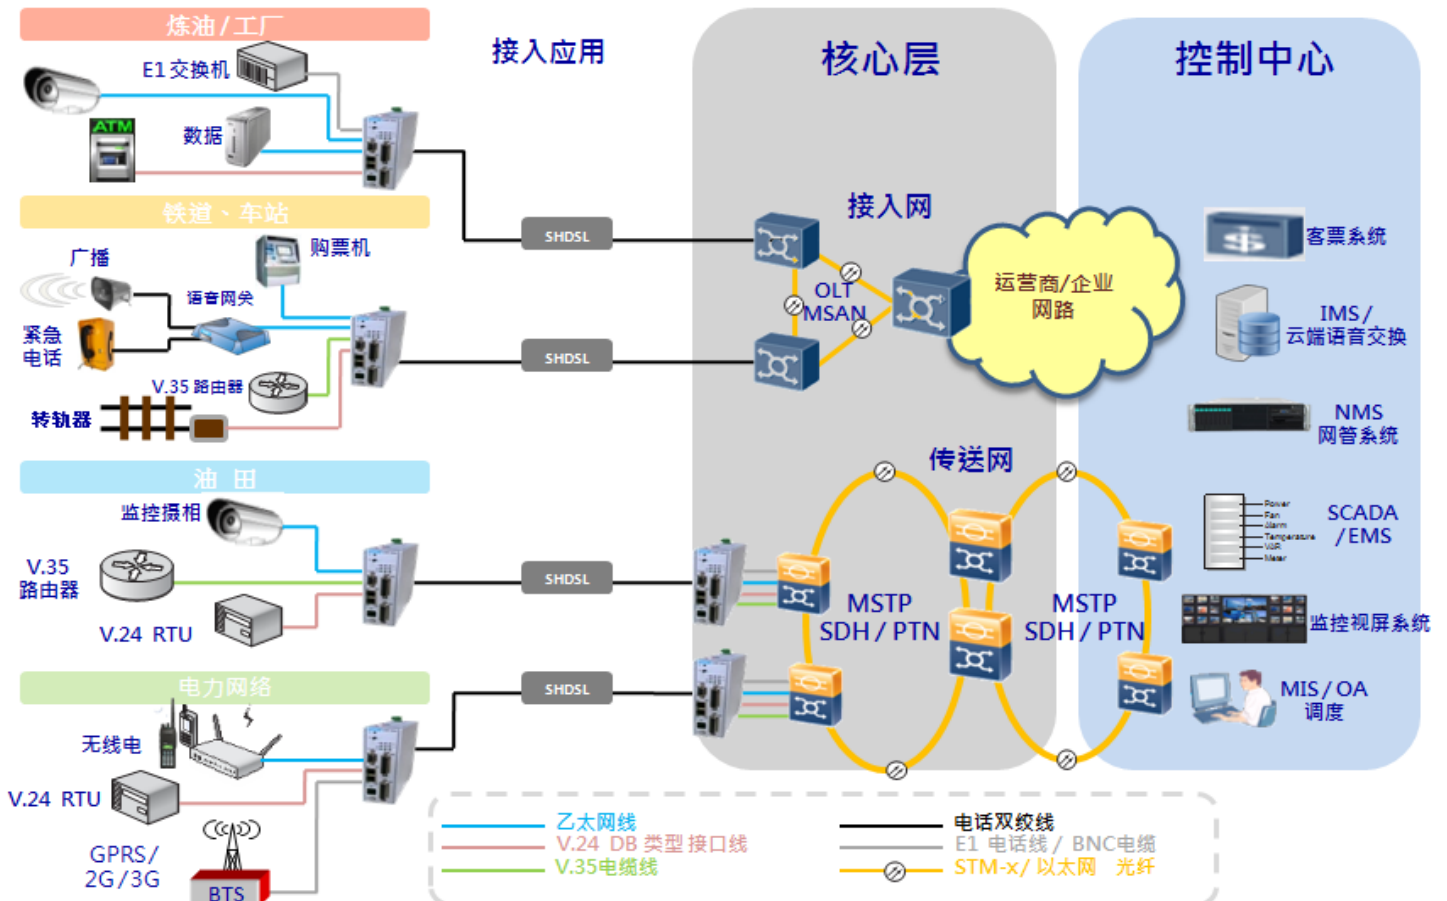 炼油/工厂
接入应用
核心层
控制中心
E1交换机
数据
ATM
铁道、车站
广播
购票机
语音网关
紧急
电话
V.35 路由器
转轨器
SHDSL
SHDSL
接入网
OLT
MSAN
运营商/企业
网路
客票系统
IMS/
云端语音交换
NMS
网管系统
油 田
监控摄相
V.35
路由器
V.24 RTU
SHDSL
传送网
MSTP
SDH/PTN
MSTP
SDH/PTN
Power
Fan
Alarm
Temperature
VAR
Meter
SCADA
/EMS
监控视屏系统
MIS/OA
调度
电力网络
无线电
V.24 RTU
GPRS/
2G/3G
BTS
SHDSL
乙太网线
V.24 DB 类型接口线
V.35电缆线
电话双绞线
E1 电话线/ BNC电缆
STM-x/以太网 光纤